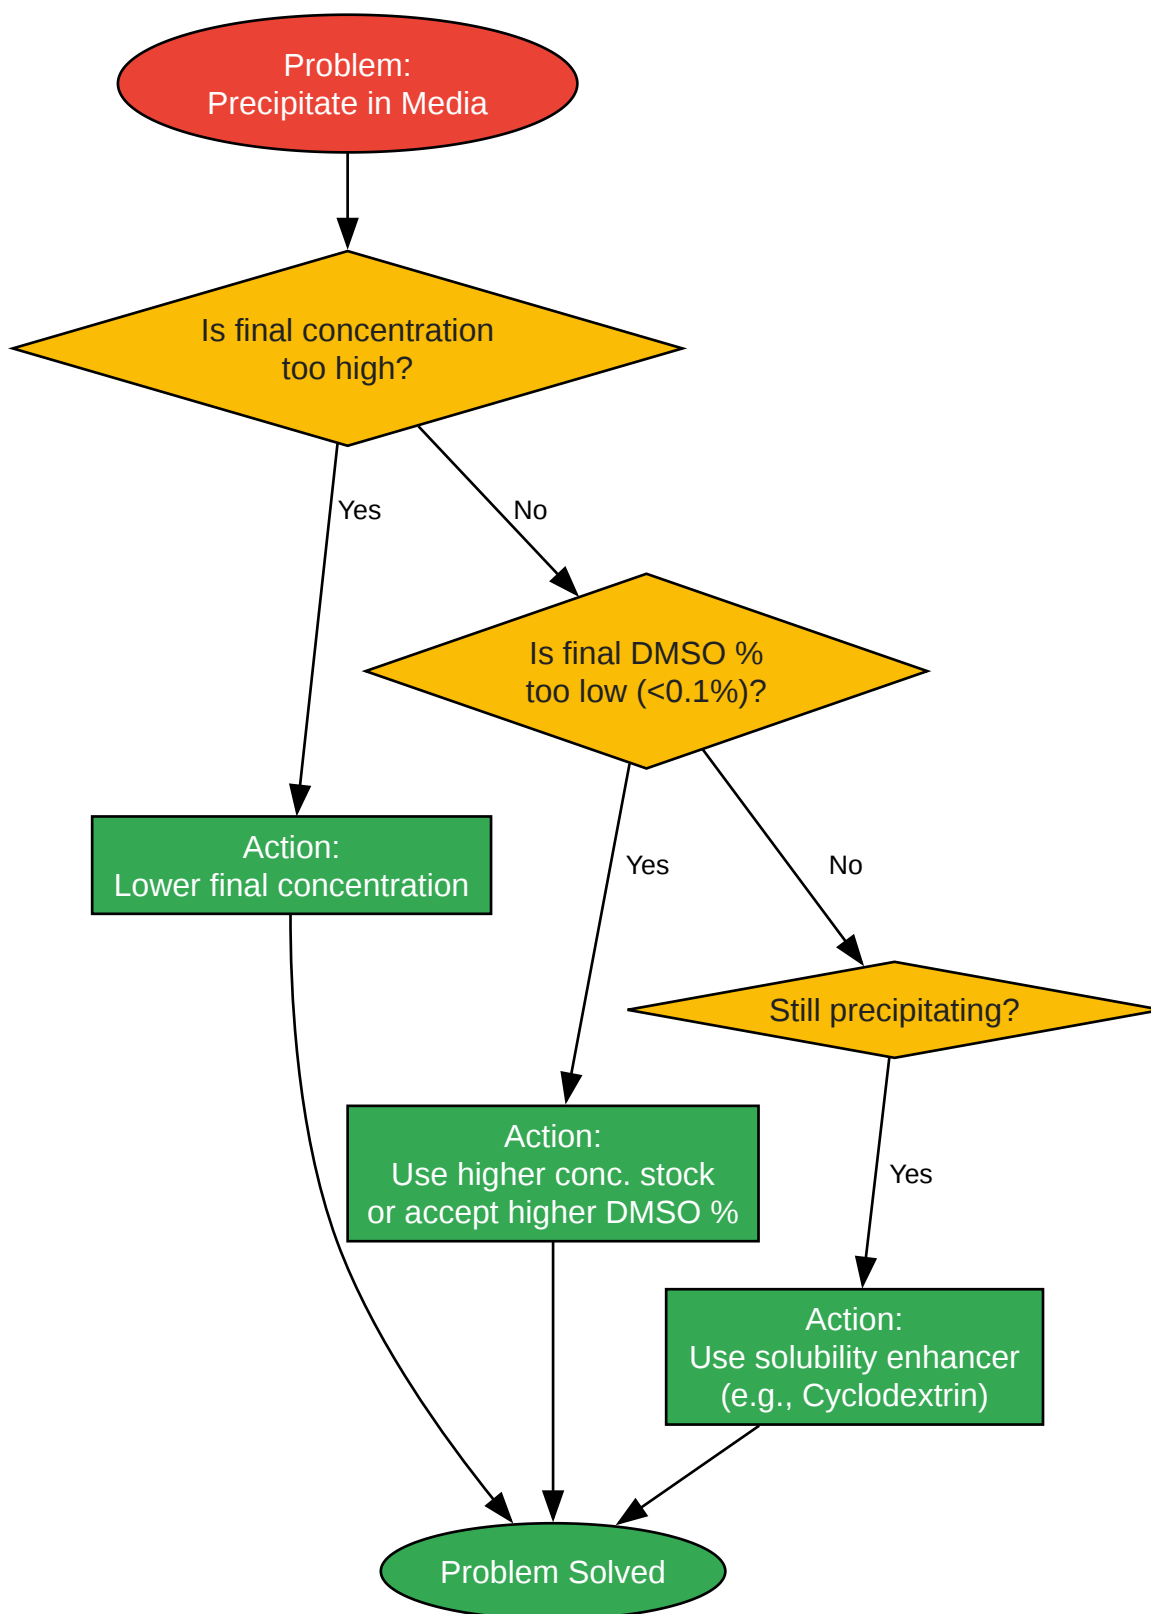 Problem:
Precipitate in Media
Is final concentration
too high?
Yes
No
Is final DMSO %
too low (<0.1%)?
Action:
Lower final concentration
Yes
No
Still precipitating?
Action:
Use higher conc. stock
or accept higher DMSO %
Yes
Action:
Use solubility enhancer
(e.g., Cyclodextrin)
Problem Solved